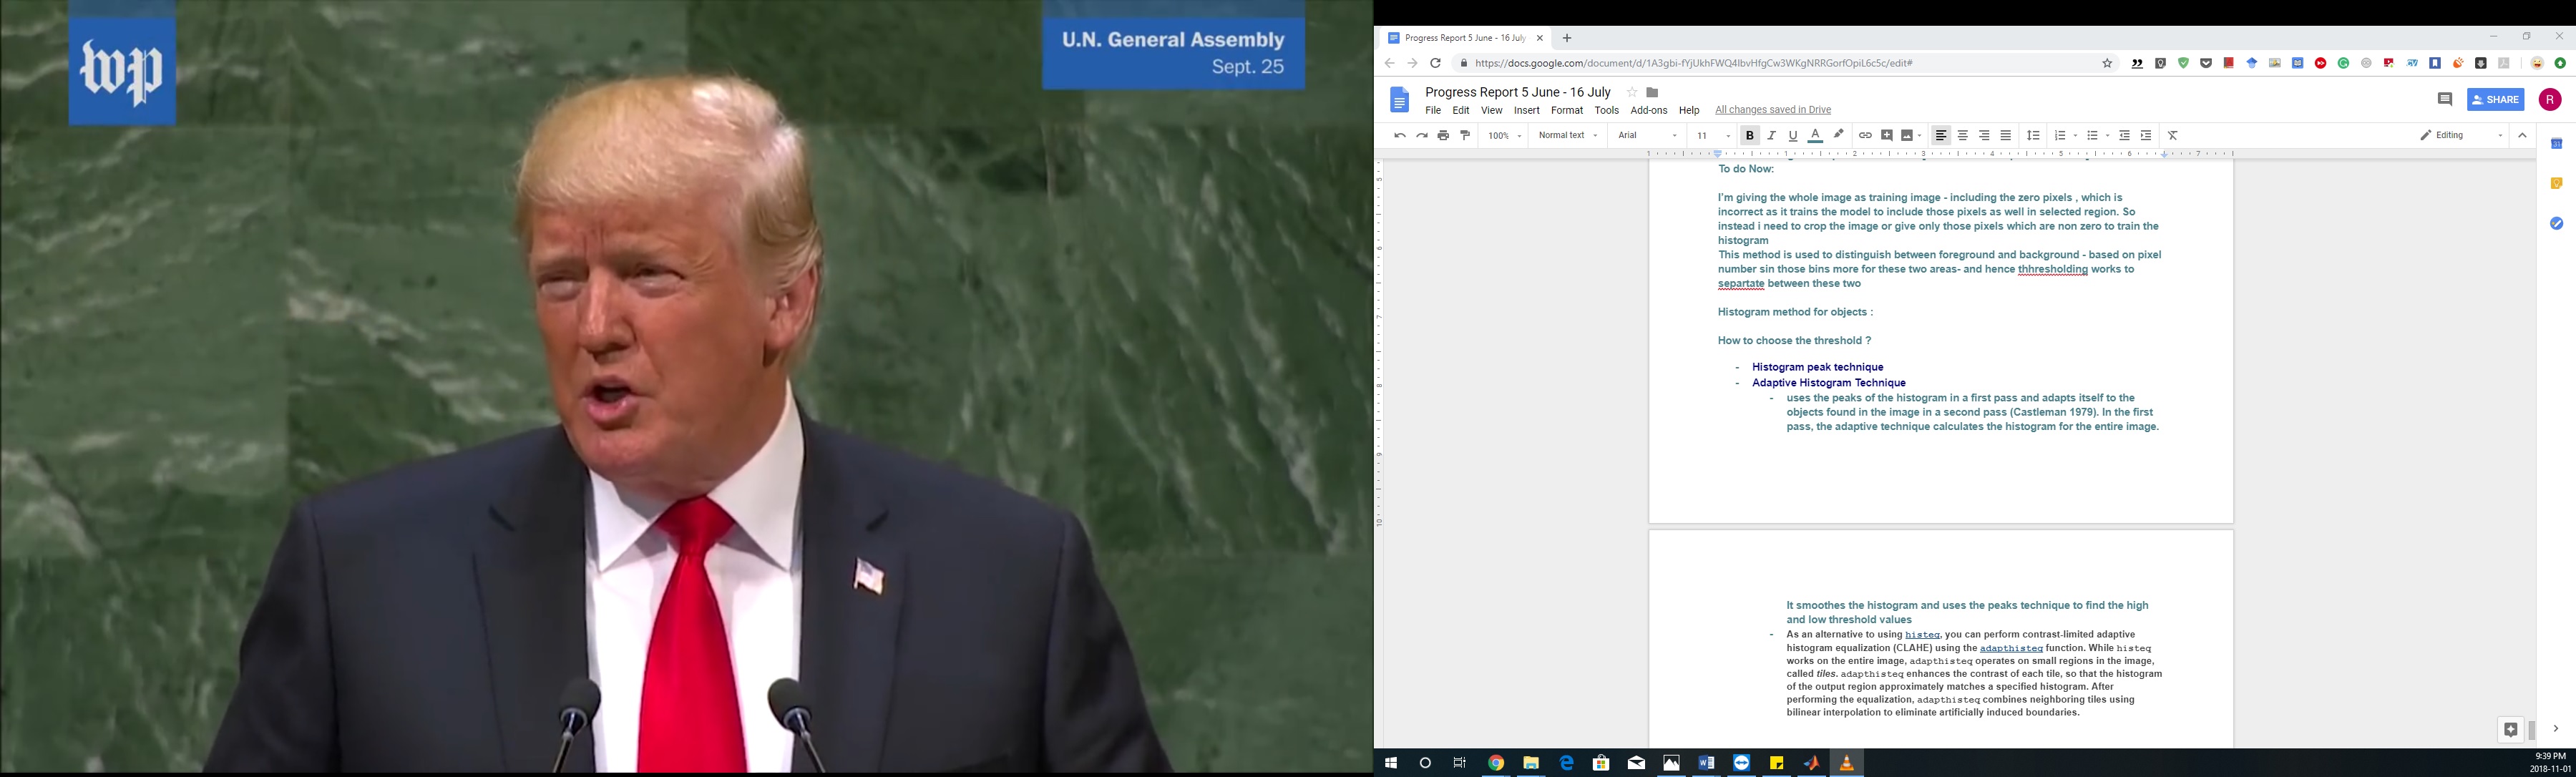 wp
U.N. General Assembly
Sept. 25
Progress Report 5 June - 16 July
https://docs.google.com/document/d/1A3gbi-fYjUkhFWQ4IbvHfgCw3WKgNRRGorfOpiL6c5c/edit#
Progress Report 5 June - 16 July
File Edit View Insert Format Tools Add-ons Help All changes saved in Drive
SHARE
R
100% Normal text Arial 11 B I U A Editing
1 1 2 3 4 5 6 7
To do Now:
I'm giving the whole image as training image - including the zero pixels , which is
incorrect as it trains the model to include those pixels as well in selected region. So
instead i need to crop the image or give only those pixels which are non zero to train the
histogram
This method is used to distinguish between foreground and background - based on pixel
number sin those bins more for these two areas- and hence thhresholding works to
separtate between these two
Histogram method for objects :
How to choose the threshold ?
- Histogram peak technique
- Adaptive Histogram Technique
- uses the peaks of the histogram in a first pass and adapts itself to the
objects found in the image in a second pass (Castleman 1979). In the first
pass, the adaptive technique calculates the histogram for the entire image.
It smoothes the histogram and uses the peaks technique to find the high
and low threshold values
- As an alternative to using histeq, you can perform contrast-limited adaptive
histogram equalization (CLAHE) using the adapthisteq function. While histeq
works on the entire image, adapthisteq operates on small regions in the image,
called tiles. adapthisteq enhances the contrast of each tile, so that the histogram
of the output region approximately matches a specified histogram. After
performing the equalization, adapthisteq combines neighboring tiles using
bilinear interpolation to eliminate artificially induced boundaries.
9:39 PM
2018-11-01